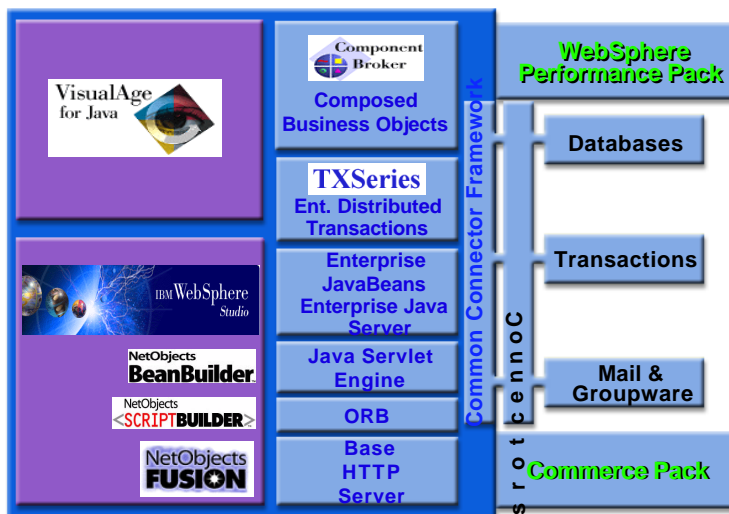 VisualAge
for Java
IBM WebSphere
Studio
NetObjects
BeanBuilder
NetObjects
<SCRIPTBUILDER>
NetObjects
FUSION
Component
Broker
Composed
Business Objects
TXSeries
Ent. Distributed
Transactions
Enterprise
JavaBeans
Enterprise Java
Server
Java Servlet
Engine
ORB
Base
HTTP
Server
Common Connector Framework
Connectors
WebSphere
Performance Pack
Databases
Transactions
Mail &
Groupware
Commerce Pack